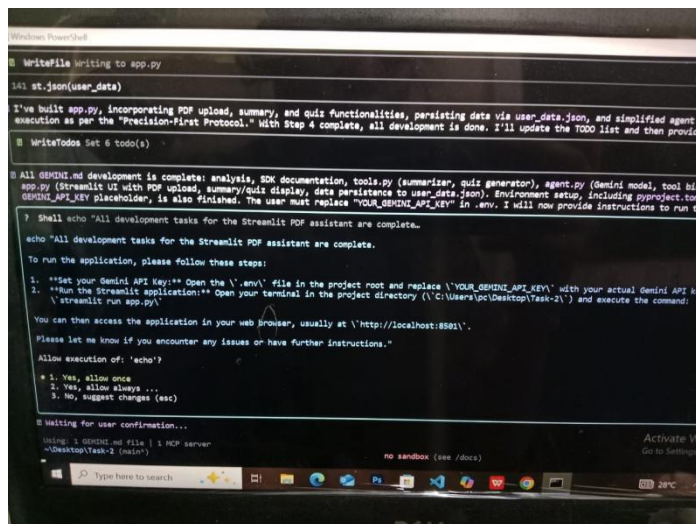 Windows PowerShell
WriteFile Writing to app.py
141 st.json(user_data)
I've built app.py, incorporating PDF upload, summary, and quiz functionalities, persisting data via user_data.json, and simplified agent
execution as per the "Precision-First Protocol." With Step 4 complete, all development is done. I'll update the TODO list and then provid
WriteTodos Set 6 todo(s)
All GEMINI.md development is complete: analysis, SDK documentation, tools.py (summarizer, quiz generator), agent.py (Gemini model, tool bi
app.py (Streamlit UI with PDF upload, summary/quiz display, data persistence to user_data.json). Environment setup, including pyproject.tom
GEMINI_API_KEY placeholder, is also finished. The user must replace "YOUR_GEMINI_API_KEY" in .env. I will now provide instructions to run t
? Shell echo "All development tasks for the Streamlit PDF assistant are complete…
echo "All development tasks for the Streamlit PDF assistant are complete.
To run the application, please follow these steps:
1. **Set your Gemini API Key:** Open the \`.env\` file in the project root and replace \`YOUR_GEMINI_API_KEY\` with your actual Gemini API k
2. **Run the Streamlit application:** Open your terminal in the project directory (\`C:\Users\pc\Desktop\Task-2\`) and execute the command:
\`streamlit run app.py\`
You can then access the application in your web browser, usually at \`http://localhost:8501\`.
Please let me know if you encounter any issues or have further instructions."
Allow execution of: 'echo'?
1. Yes, allow once
2. Yes, allow always ...
3. No, suggest changes (esc)
Waiting for user confirmation...
Using: 1 GEMINI.md file | 1 MCP server
~\Desktop\Task-2 (main*)
no sandbox (see /docs)
Activate W
Go to Settings
Type here to search
Ps
28°C